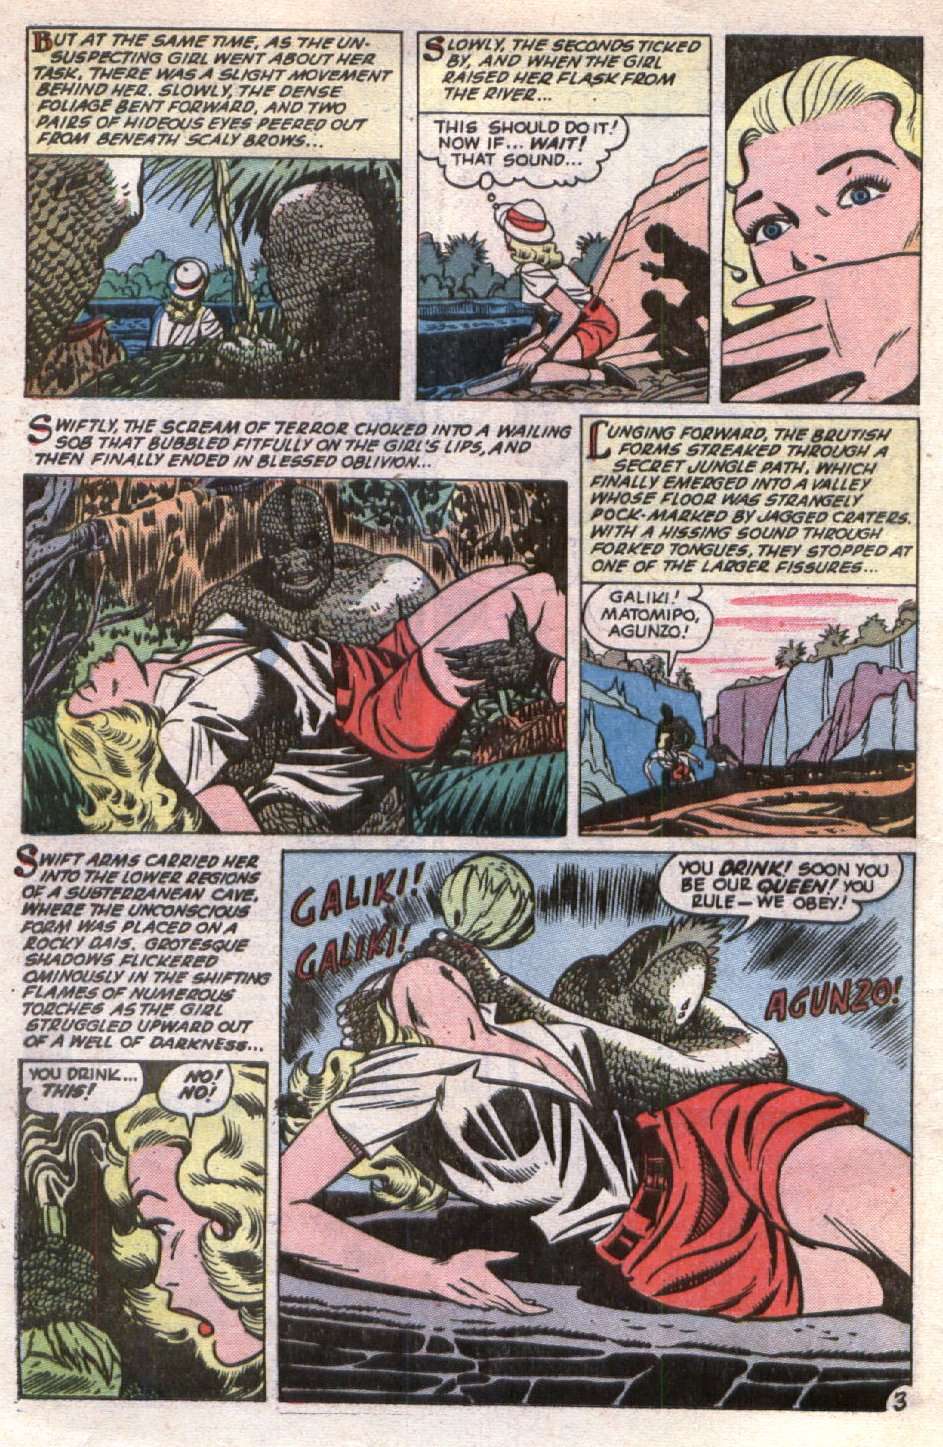 BUT AT THE SAME TIME, AS THE UN-
SUSPECTING GIRL WENT ABOUT HER
TASK, THERE WAS A SLIGHT MOVEMENT
BEHIND HER. SLOWLY, THE DENSE
FOLIAGE BENT FORWARD, AND TWO
PAIRS OF HIDEOUS EYES PEERED OUT
FROM BENEATH SCALY BROWS...
SLOWLY, THE SECONDS TICKED
BY, AND WHEN THE GIRL
RAISED HER FLASK FROM
THE RIVER...
THIS SHOULD DO IT!
NOW IF... WAIT!
THAT SOUND...
SWIFTLY, THE SCREAM OF TERROR CHOKED INTO A WAILING
SOB THAT BUBBLED FITFULLY ON THE GIRL'S LIPS, AND
THEN FINALLY ENDED IN BLESSED OBLIVION...
LUNGING FORWARD, THE BRUTISH
FORMS STREAKED THROUGH A
SECRET JUNGLE PATH, WHICH
FINALLY EMERGED INTO A VALLEY
WHOSE FLOOR WAS STRANGELY
POCK-MARKED BY JAGGED CRATERS.
WITH A HISSING SOUND THROUGH
FORKED TONGUES, THEY STOPPED AT
ONE OF THE LARGER FISSURES...
GALIKI!
MATOMIPO,
AGUNZO!
SWIFT ARMS CARRIED HER
INTO THE LOWER REGIONS
OF A SUBTERRANEAN CAVE,
WHERE THE UNCONSCIOUS
FORM WAS PLACED ON A
ROCKY DAIS. GROTESQUE
SHADOWS FLICKERED
OMINOUSLY IN THE SHIFTING
FLAMES OF NUMEROUS
TORCHES AS THE GIRL
STRUGGLED UPWARD OUT
OF A WELL OF DARKNESS...
YOU DRINK...
THIS!
NO!
NO!
GALIKI!!
GALIKI!
YOU DRINK! SOON YOU
BE OUR QUEEN! YOU
RULE—WE OBEY!
AGUNZO!
3